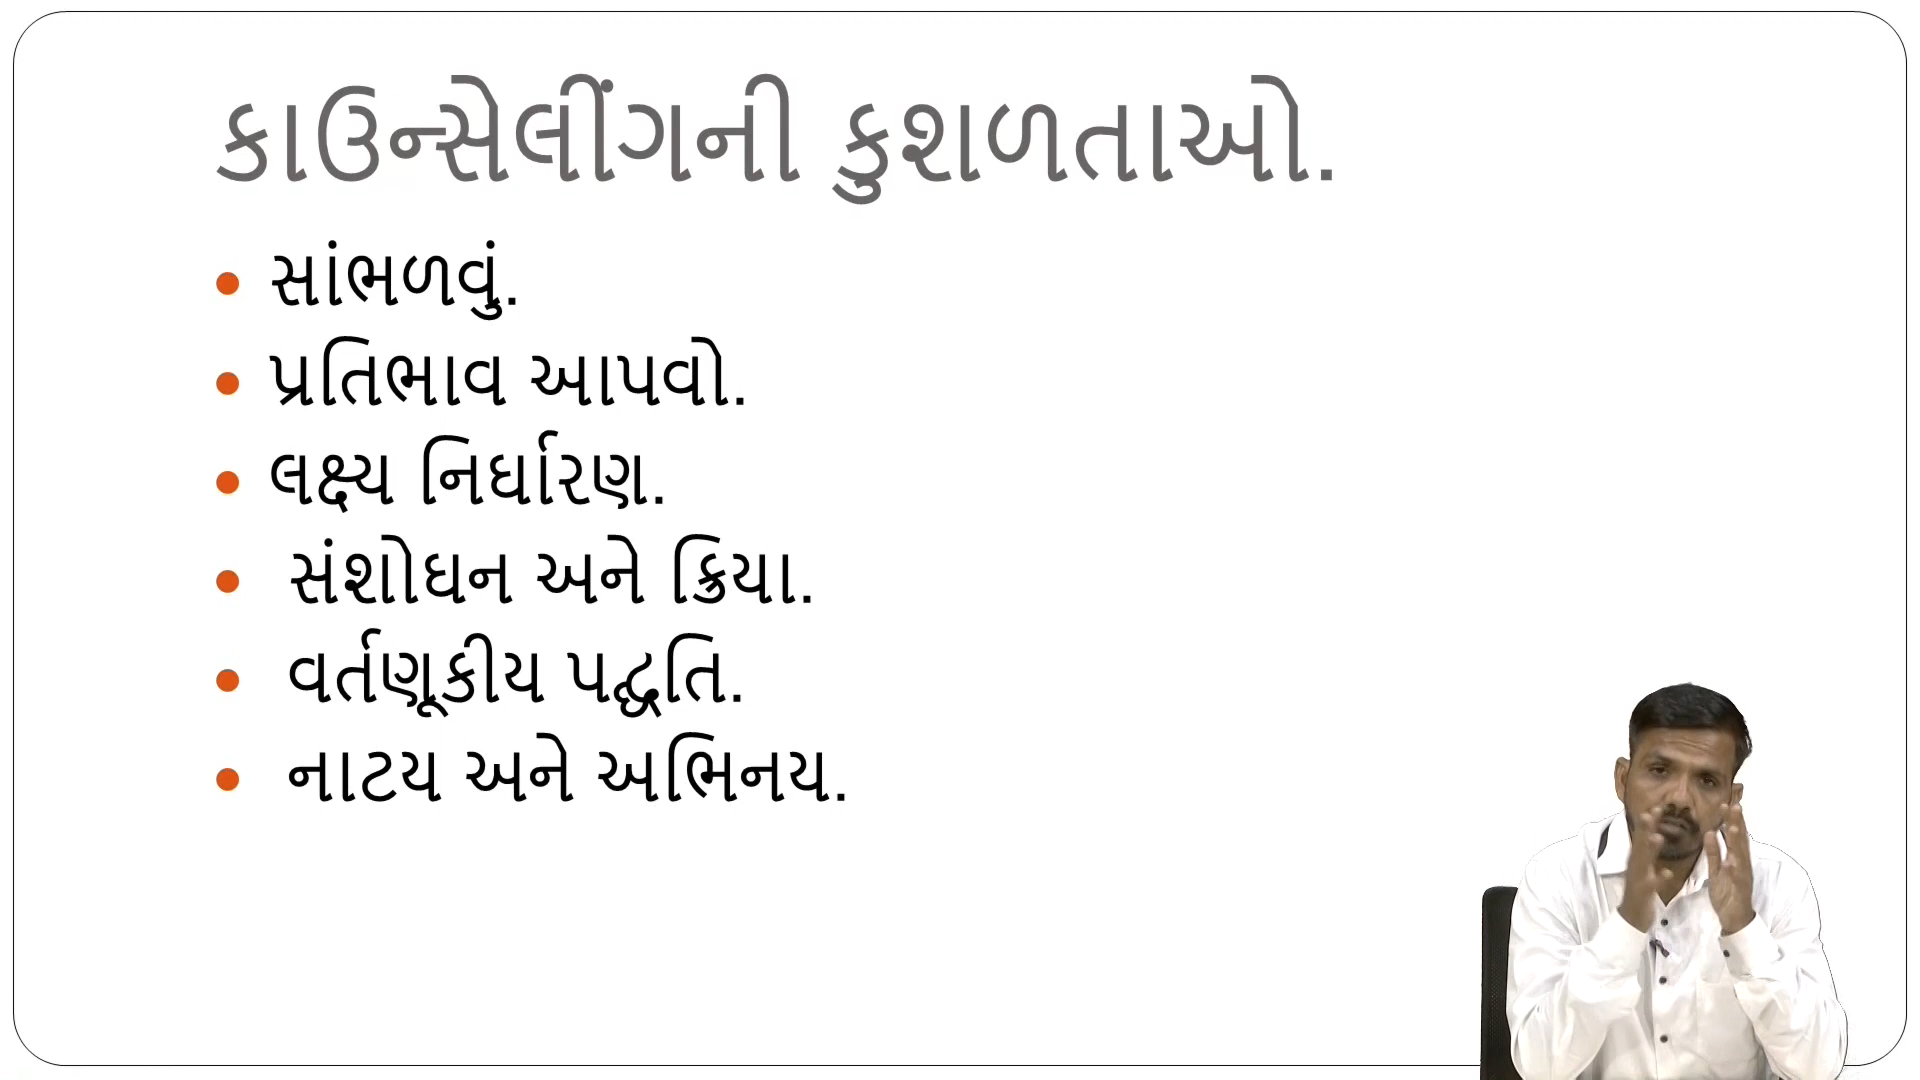 કાઉન્સેલીંગની કુશળતાઓ.
• સાંભળવું.
• પ્રતિભાવ આપવો.
• લક્ષ્ય નિર્ધારણ.
• સંશોધન અને ક્રિયા.
• વર્તણૂકીય પદ્ધતિ.
• નાટય અને અભિનય.